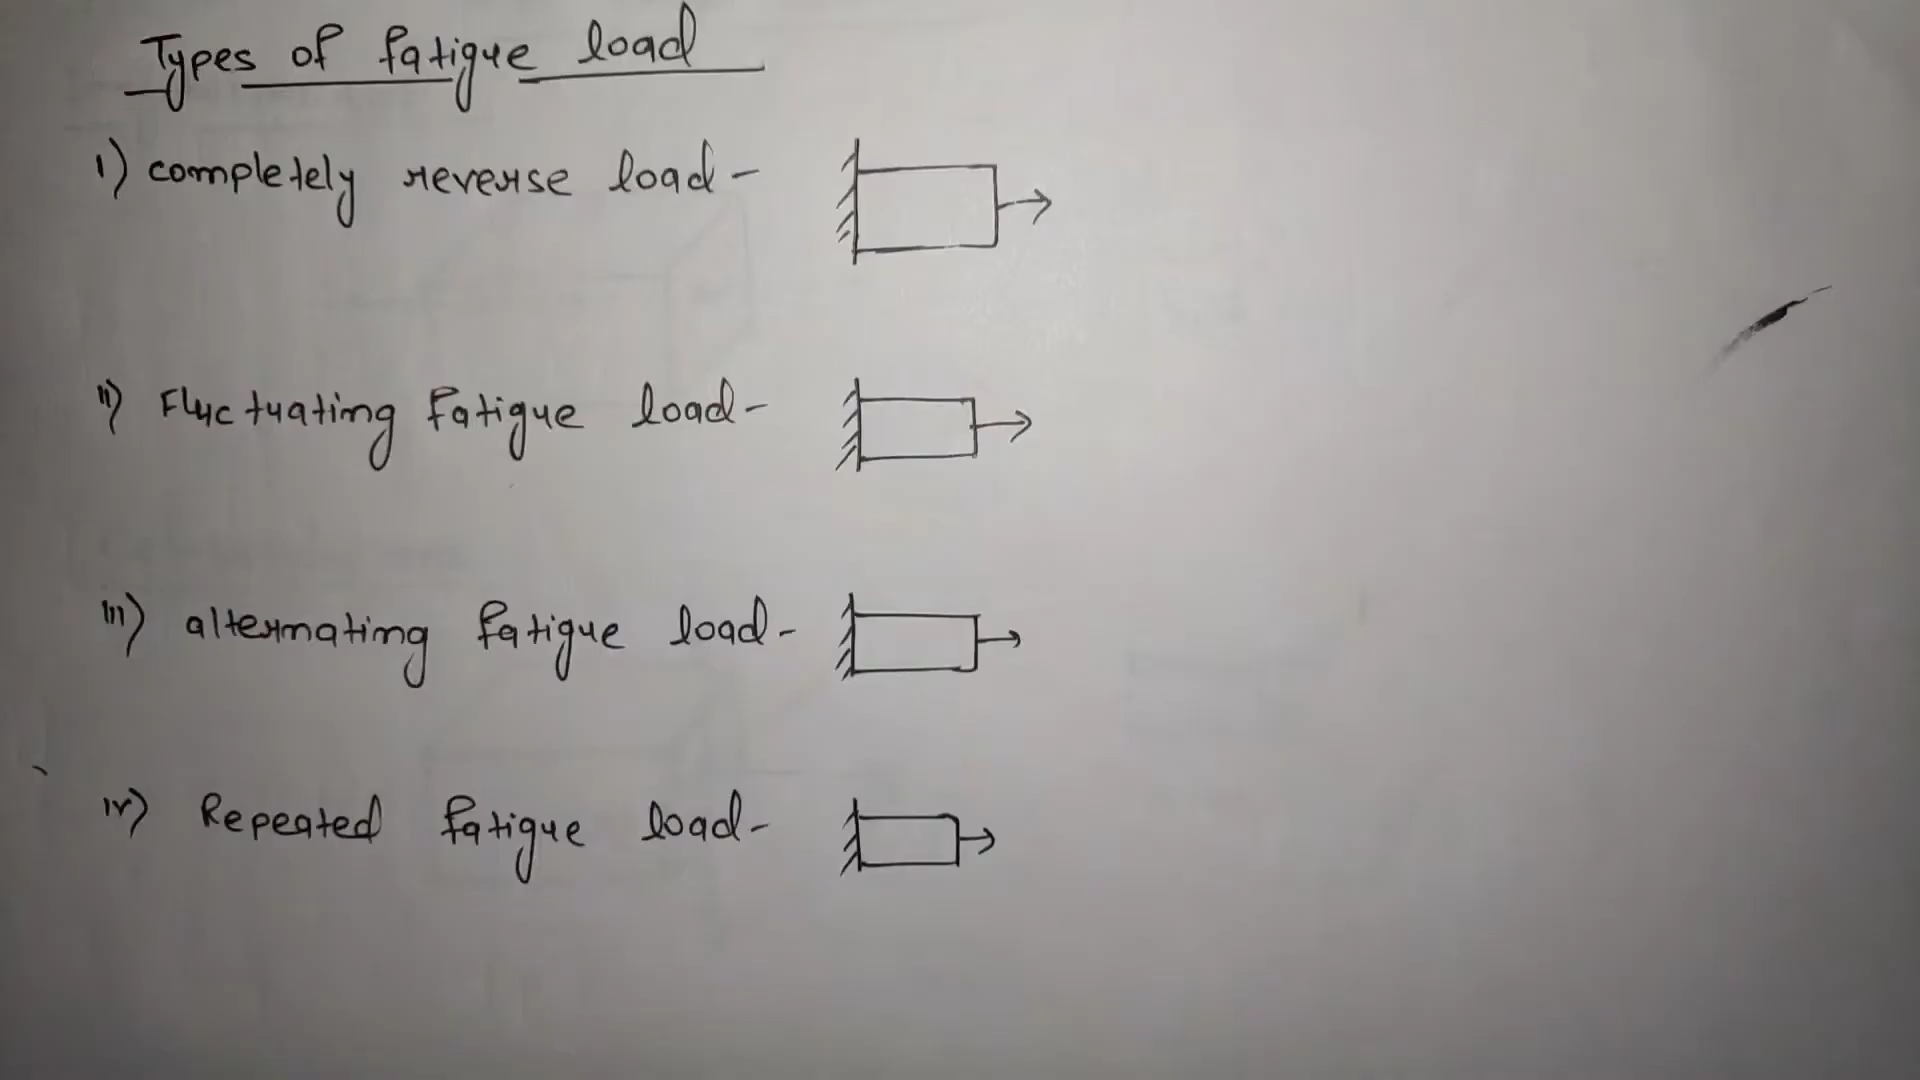 Types of fatigue load
i) completely reverse load-
ii) Fluctuating fatigue load-
iii) alternating fatigue load-
iv) Repeated fatigue load-